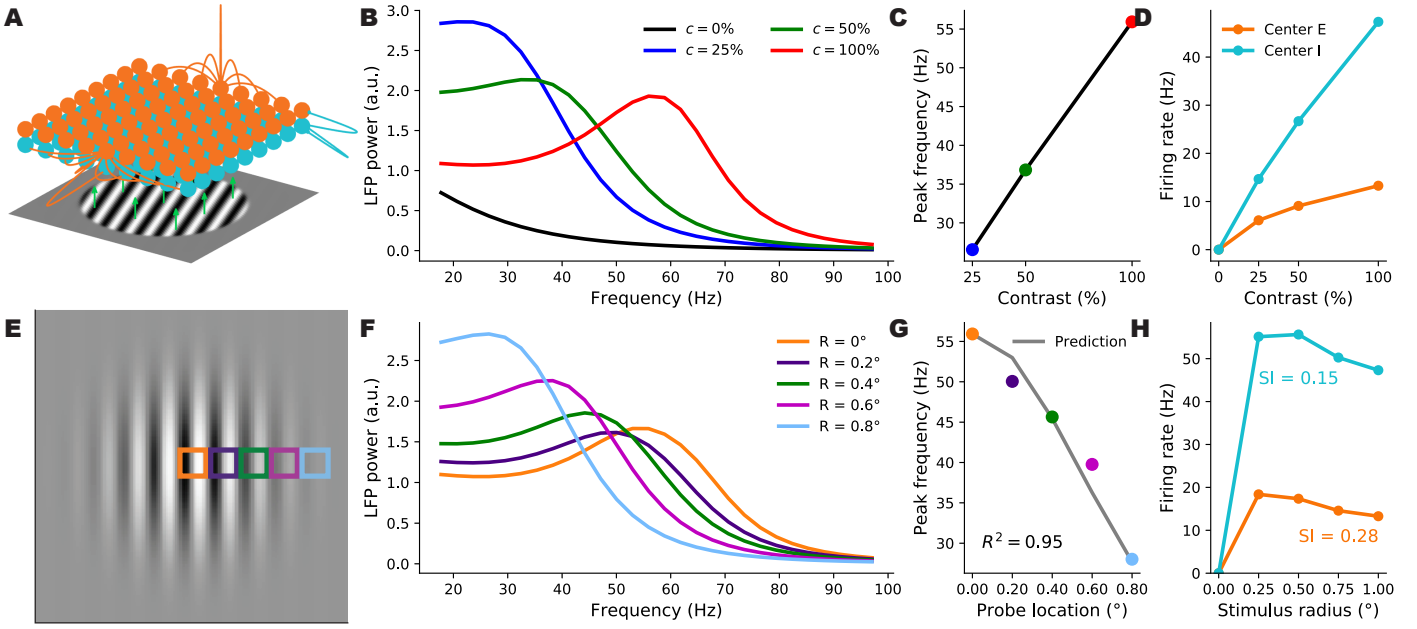 A
B
3.0
2.5
2.0
1.5
1.0
0.5
0.0
LFP power (a.u.)
c = 0%
c = 25%
c = 50%
c = 100%
20 30 40 50 60 70 80 90 100
Frequency (Hz)
C
55
50
45
40
35
30
Peak frequency (Hz)
25 50 100
Contrast (%)
D
40
30
20
10
0
Firing rate (Hz)
Center E
Center I
0 25 50 100
Contrast (%)
E
F
2.5
2.0
1.5
1.0
0.5
0.0
LFP power (a.u.)
R = 0°
R = 0.2°
R = 0.4°
R = 0.6°
R = 0.8°
20 30 40 50 60 70 80 90 100
Frequency (Hz)
G
55
50
45
40
35
30
Peak frequency (Hz)
Prediction
R² = 0.95
0.00 0.20 0.40 0.60 0.80
Probe location (°)
H
50
40
30
20
10
0
Firing rate (Hz)
SI = 0.15
SI = 0.28
0.00 0.25 0.50 0.75 1.00
Stimulus radius (°)